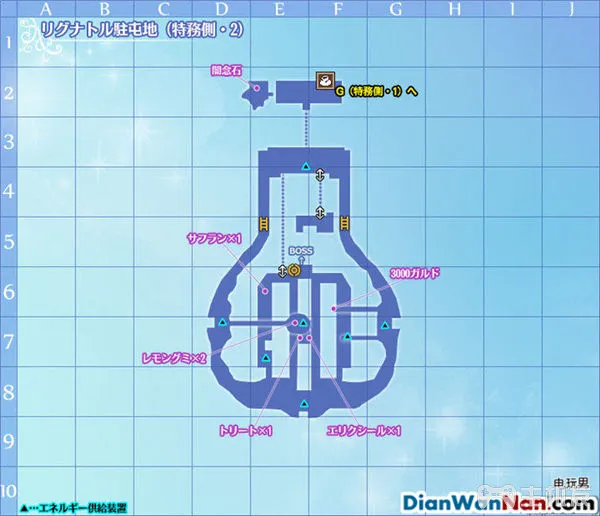 A B C D E F G H I J
リグナトル駐屯地（特務側・2）
1
闇念石
2
G（特務側・1）へ
3
4
5
サフラン×1
BOSS
3000ガルド
6
7
レモングミ×2
8
トリート×1
エリクシール×1
9
10
▲…エネルギー供給装置
电玩男
DianWanNan.com